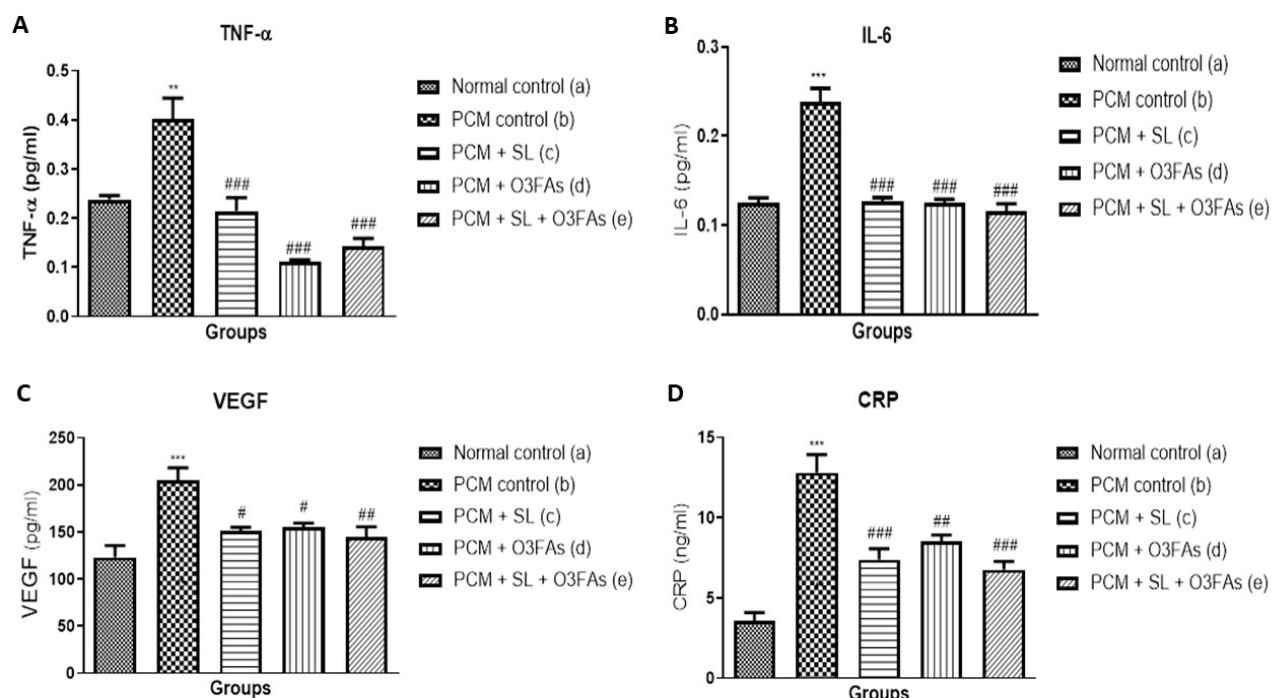 A
TNF-α
TNF-α (pg/ml)
0.5
0.4
0.3
0.2
0.1
0.0
**
###
###
###
Groups
Normal control (a)
PCM control (b)
PCM + SL (c)
PCM + O3FAs (d)
PCM + SL + O3FAs (e)
B
IL-6
IL-6 (pg/ml)
0.3
0.2
0.1
0.0
***
###
###
###
Groups
Normal control (a)
PCM control (b)
PCM + SL (c)
PCM + O3FAs (d)
PCM + SL + O3FAs (e)
C
VEGF
VEGF (pg/ml)
250
200
150
100
50
0
***
#
#
##
Groups
Normal control (a)
PCM control (b)
PCM + SL (c)
PCM + O3FAs (d)
PCM + SL + O3FAs (e)
D
CRP
CRP (ng/ml)
15
10
5
0
***
###
##
###
Groups
Normal control (a)
PCM control (b)
PCM + SL (c)
PCM + O3FAs (d)
PCM + SL + O3FAs (e)